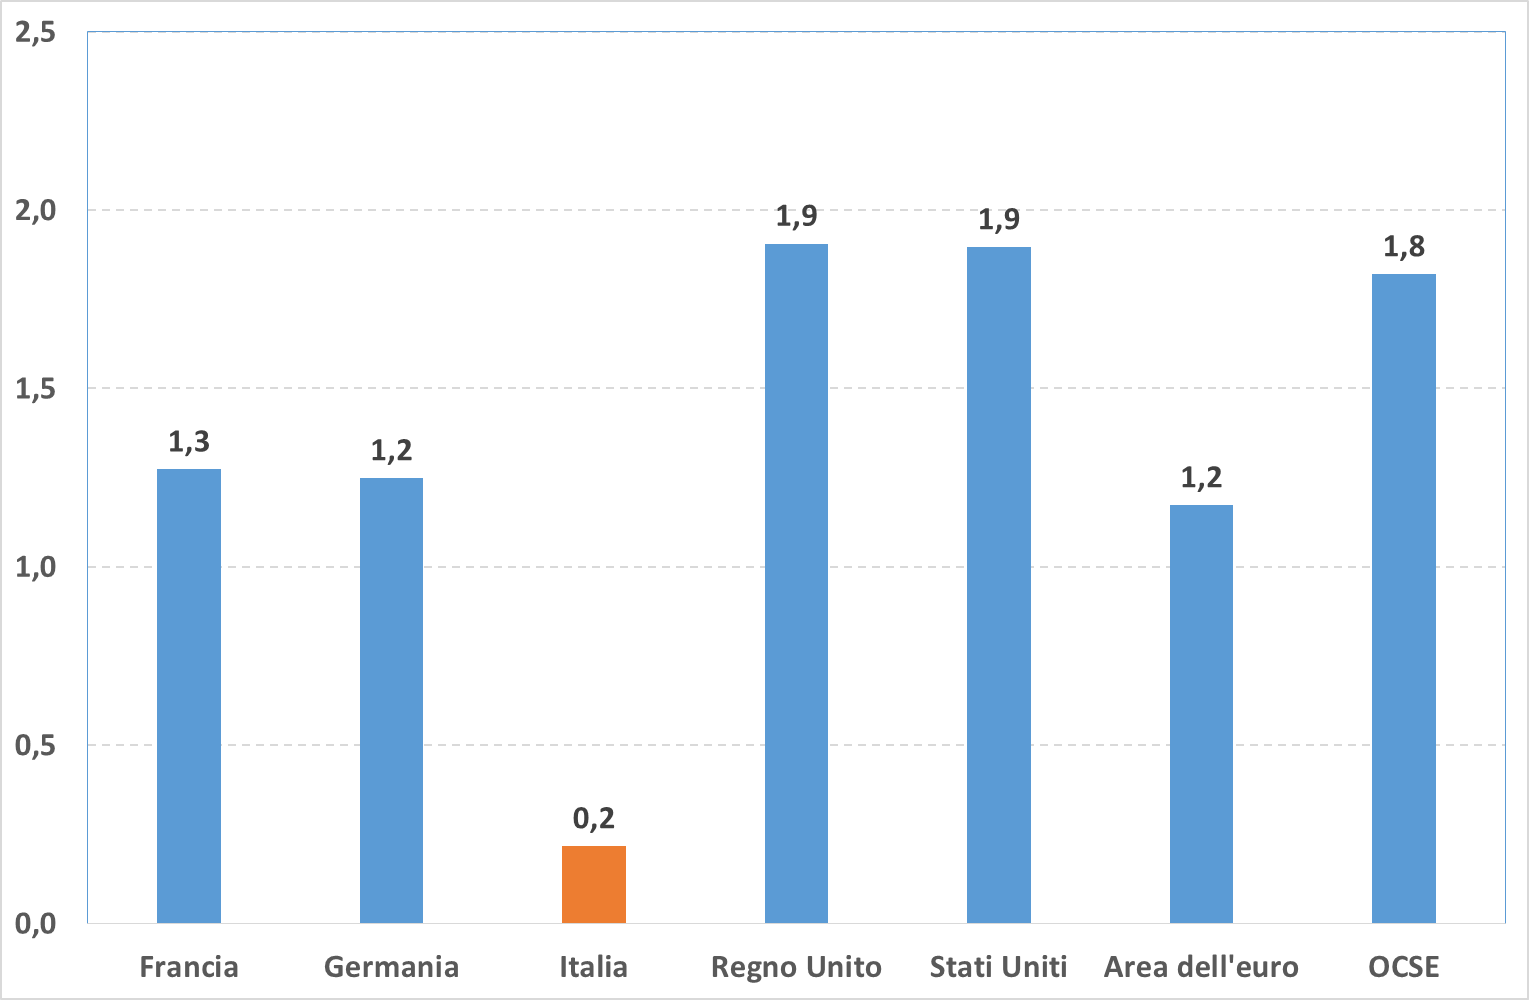 2,5
2,0
1,5
1,0
0,5
0,0
1,3
1,2
0,2
1,9
1,9
1,2
1,8
Francia
Germania
Italia
Regno Unito
Stati Uniti
Area dell'euro
OCSE